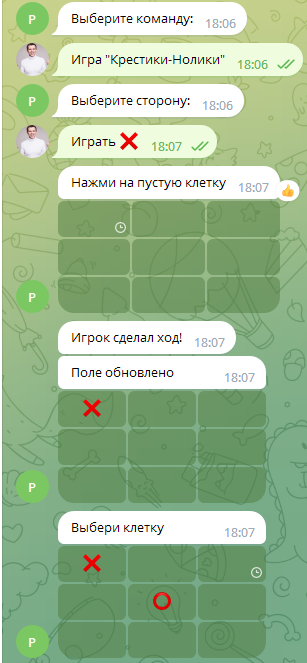 P
Выберите команду: 18:06
Игра "Крестики-Нолики" 18:06
P
Выберите сторону: 18:06
Играть ❌ 18:07
Нажми на пустую клетку 18:07
👍
❌
P
Игрок сделал ход! 18:07
Поле обновлено 18:07
❌
P
Выбери клетку 18:07
❌
⭕
P